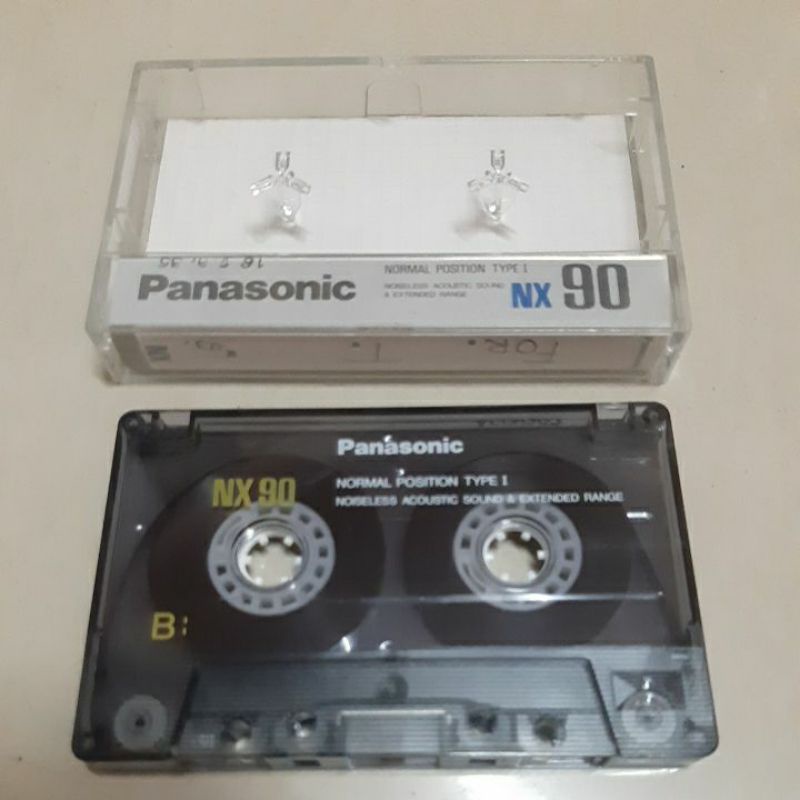 Panasonic
NORMAL POSITION TYPE I
NOISELESS ACOUSTIC SOUND
& EXTENDED RANGE
NX 90
FOR.
Panasonic
NX 90
NORMAL POSITION TYPE I
NOISELESS ACOUSTIC SOUND & EXTENDED RANGE
B: